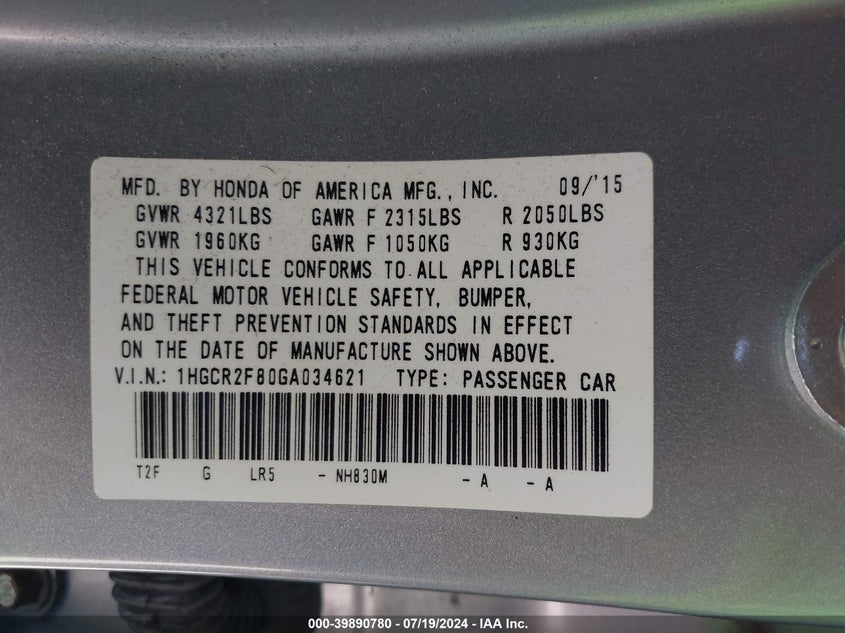 MFD. BY HONDA OF AMERICA MFG., INC. 09/'15
GVWR 4321LBS GAWR F 2315LBS R 2050LBS
GVWR 1960KG GAWR F 1050KG R 930KG
THIS VEHICLE CONFORMS TO ALL APPLICABLE
FEDERAL MOTOR VEHICLE SAFETY, BUMPER,
AND THEFT PREVENTION STANDARDS IN EFFECT
ON THE DATE OF MANUFACTURE SHOWN ABOVE.
V.I.N.: 1HGCR2F80GA034621 TYPE: PASSENGER CAR
T2F G LR5 - NH830M - A - A
000-39890780 / 07/19/2024 - IAA Inc.